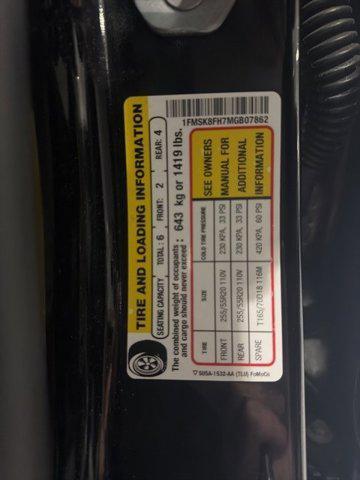 1FMSK8FH7MGB07862
TIRE AND LOADING INFORMATION
SEATING CAPACITY TOTAL: 6 FRONT: 2 REAR: 4
The combined weight of occupants
and cargo should never exceed : 643 kg or 1419 lbs.
TIRE SIZE COLD TIRE PRESSURE
FRONT 255/55R20 110V 230 KPA, 33 PSI
REAR 255/55R20 110V 230 KPA, 33 PSI
SPARE T165/70D18 116M 420 KPA, 60 PSI
SEE OWNERS
MANUAL FOR
ADDITIONAL
INFORMATION
5U5A-1532-AA (TLU) FoMoCo